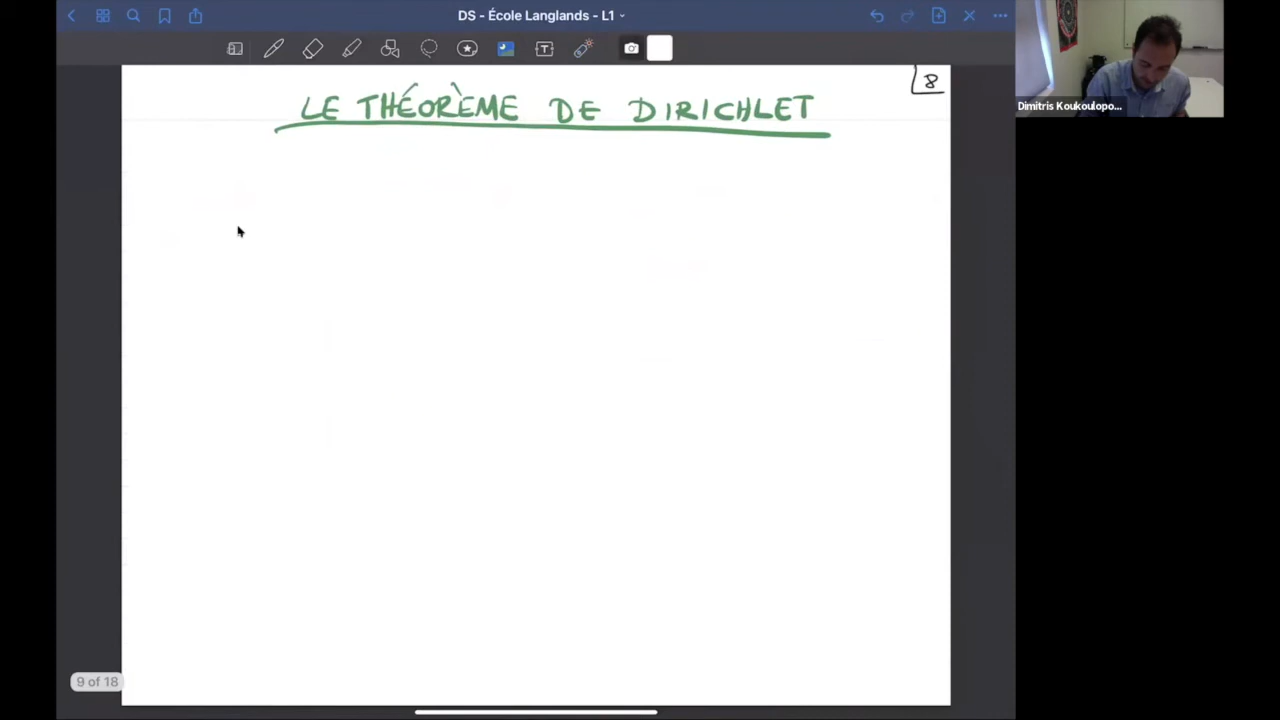 DS - École Langlands - L1
8
LE THÉORÈME DE DIRICHLET
Dimitris Koukoulopo...
9 of 18